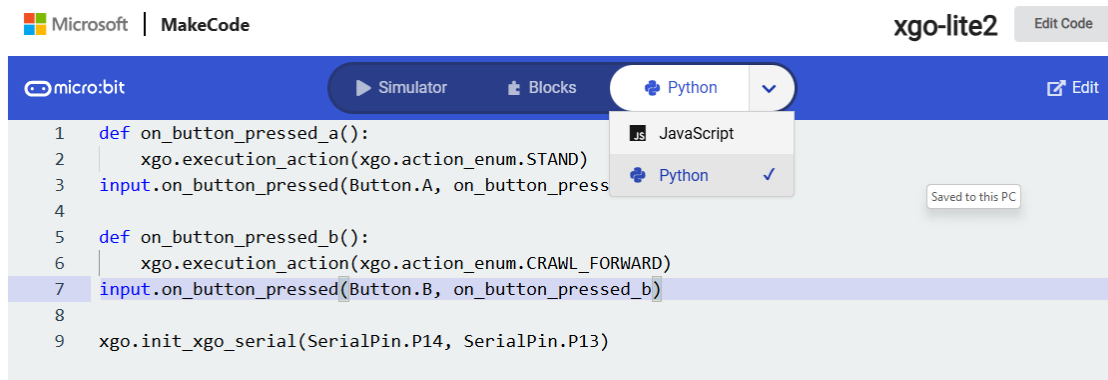 Microsoft | MakeCode
xgo-lite2
Edit Code
micro:bit
Simulator
Blocks
Python
Edit
JavaScript
Python
Saved to this PC
1 def on_button_pressed_a():
2 xgo.execution_action(xgo.action_enum.STAND)
3 input.on_button_pressed(Button.A, on_button_press
4
5 def on_button_pressed_b():
6 xgo.execution_action(xgo.action_enum.CRAWL_FORWARD)
7 input.on_button_pressed(Button.B, on_button_pressed_b)
8
9 xgo.init_xgo_serial(SerialPin.P14, SerialPin.P13)